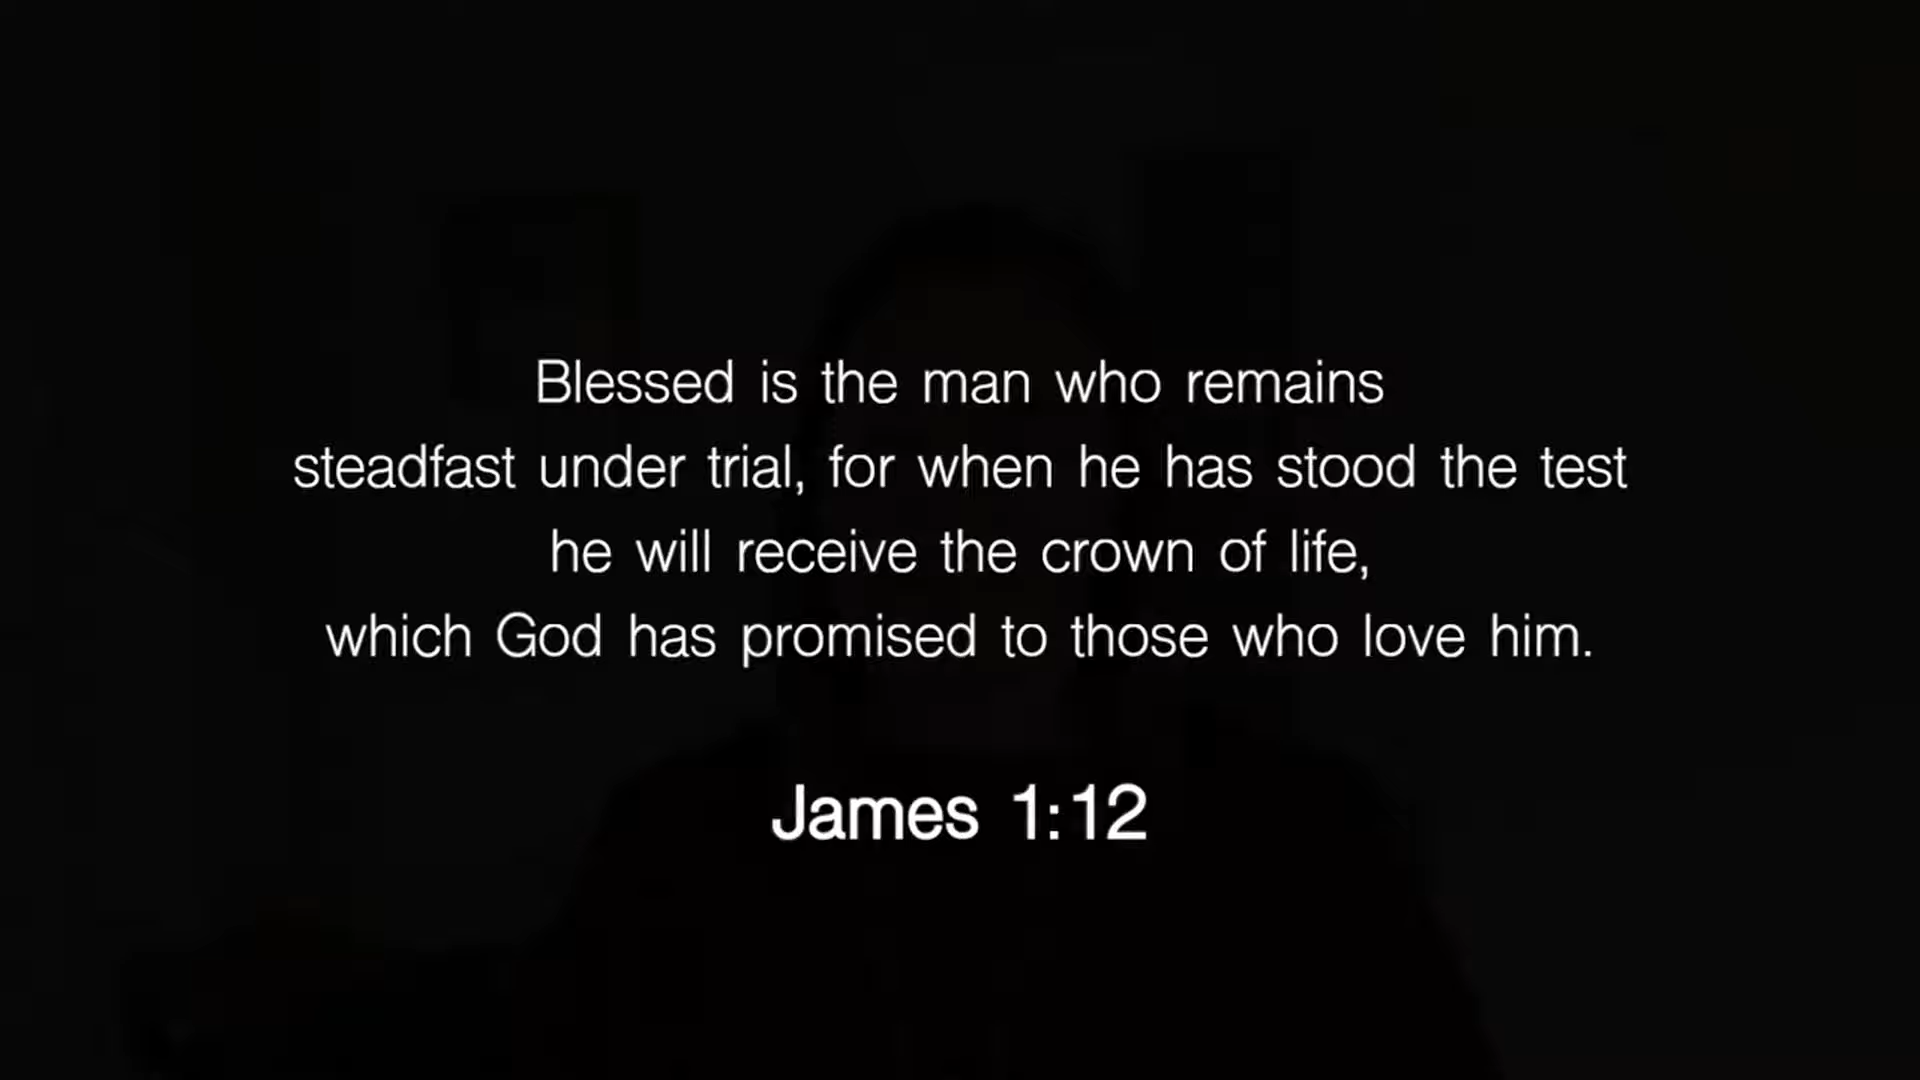 Blessed is the man who remains
steadfast under trial, for when he has stood the test
he will receive the crown of life,
which God has promised to those who love him.
James 1:12